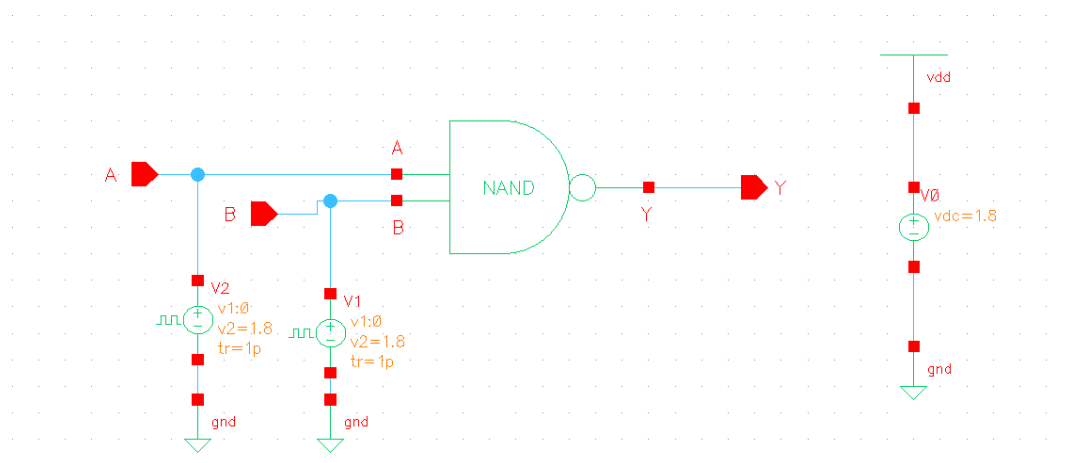 vdd
A
A
NAND
Y
B
B
Y
V0
vdc=1.8
V2
v1:0
v2=1.8
tr=1p
V1
v1:0
v2=1.8
tr=1p
gnd
gnd
gnd